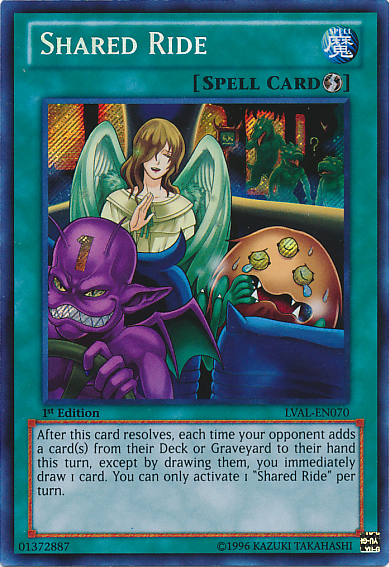 SHARED RIDE
SPELL
魔
[SPELL CARD]
?
1
1st Edition
LVAL-EN070
After this card resolves, each time your opponent adds
a card(s) from their Deck or Graveyard to their hand
this turn, except by drawing them, you immediately
draw 1 card. You can only activate 1 "Shared Ride" per
turn.
01372887
©1996 KAZUKI TAKAHASHI